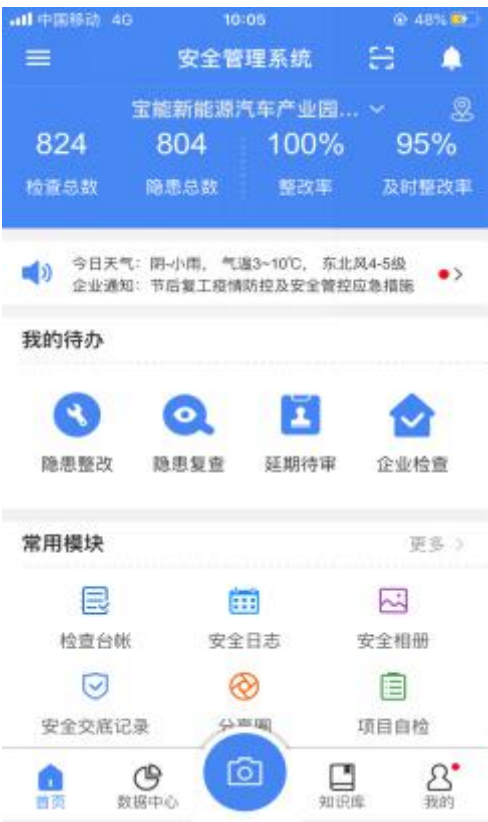 中国移动 4G 10:05 48%
安全管理系统
宝能新能源汽车产业园...
824 804 100% 95%
检查总数 隐患总数 整改率 及时整改率
今日天气：阴-小雨，气温3~10℃，东北风4-5级
企业通知：节后复工疫情防控及安全管控应急措施
我的待办
隐患整改 隐患复查 延期待审 企业检查
常用模块 更多
检查台帐 安全日志 安全相册
安全交底记录 分享圈 项目自检
首页 数据中心 知识库 我的